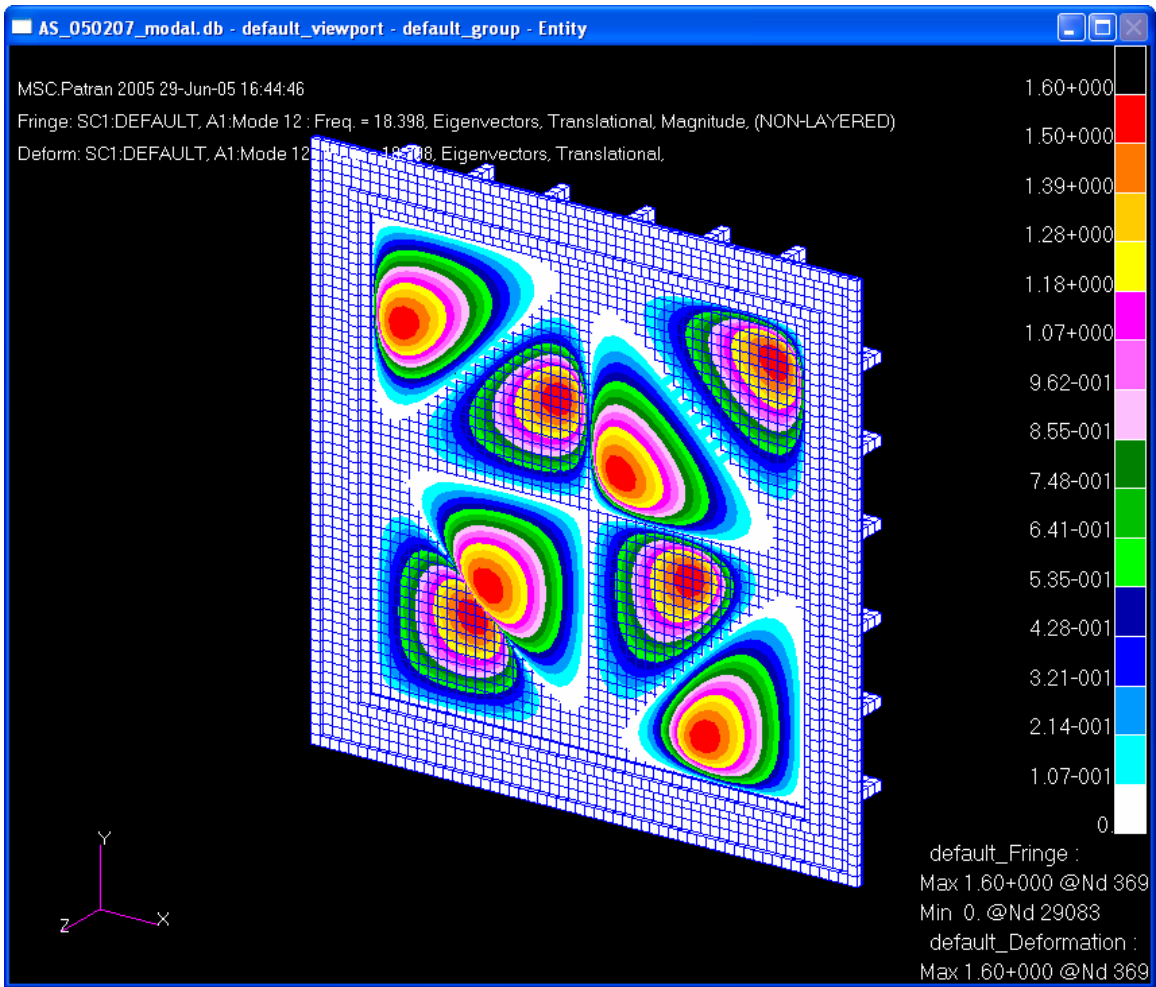 AS_050207_modal.db - default_viewport - default_group - Entity
MSC.Patran 2005 29-Jun-05 16:44:46
Fringe: SC1:DEFAULT, A1:Mode 12 : Freq. = 18.398, Eigenvectors, Translational, Magnitude, (NON-LAYERED)
Deform: SC1:DEFAULT, A1:Mode 12 Eigenvectors, Translational,
1.60+000
1.50+000
1.39+000
1.28+000
1.18+000
1.07+000
9.62-001
8.55-001
7.48-001
6.41-001
5.35-001
4.28-001
3.21-001
2.14-001
1.07-001
0.
default_Fringe :
Max 1.60+000 @Nd 369
Min 0. @Nd 29083
default_Deformation :
Max 1.60+000 @Nd 369
Y
Z
X